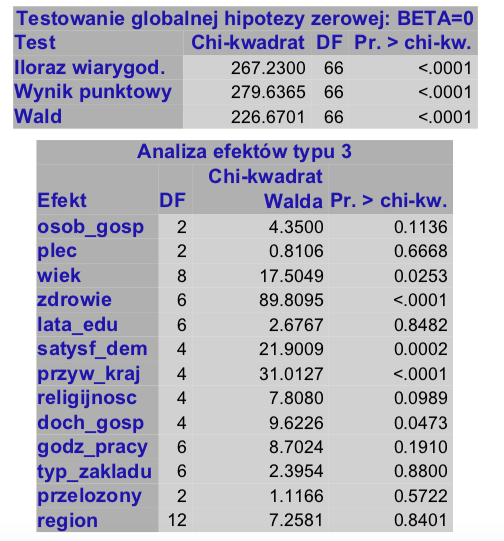 Testowanie globalnej hipotezy zerowej: BETA=0
Test Chi-kwadrat DF Pr. > chi-kw.
Iloraz wiarygod. 267.2300 66 <.0001
Wynik punktowy 279.6365 66 <.0001
Wald 226.6701 66 <.0001
Analiza efektów typu 3
Chi-kwadrat
Efekt DF Walda Pr. > chi-kw.
osob_gosp 2 4.3500 0.1136
plec 2 0.8106 0.6668
wiek 8 17.5049 0.0253
zdrowie 6 89.8095 <.0001
lata_edu 6 2.6767 0.8482
satysf_dem 4 21.9009 0.0002
przyw_kraj 4 31.0127 <.0001
religijnosc 4 7.8080 0.0989
doch_gosp 4 9.6226 0.0473
godz_pracy 6 8.7024 0.1910
typ_zakladu 6 2.3954 0.8800
przelozony 2 1.1166 0.5722
region 12 7.2581 0.8401